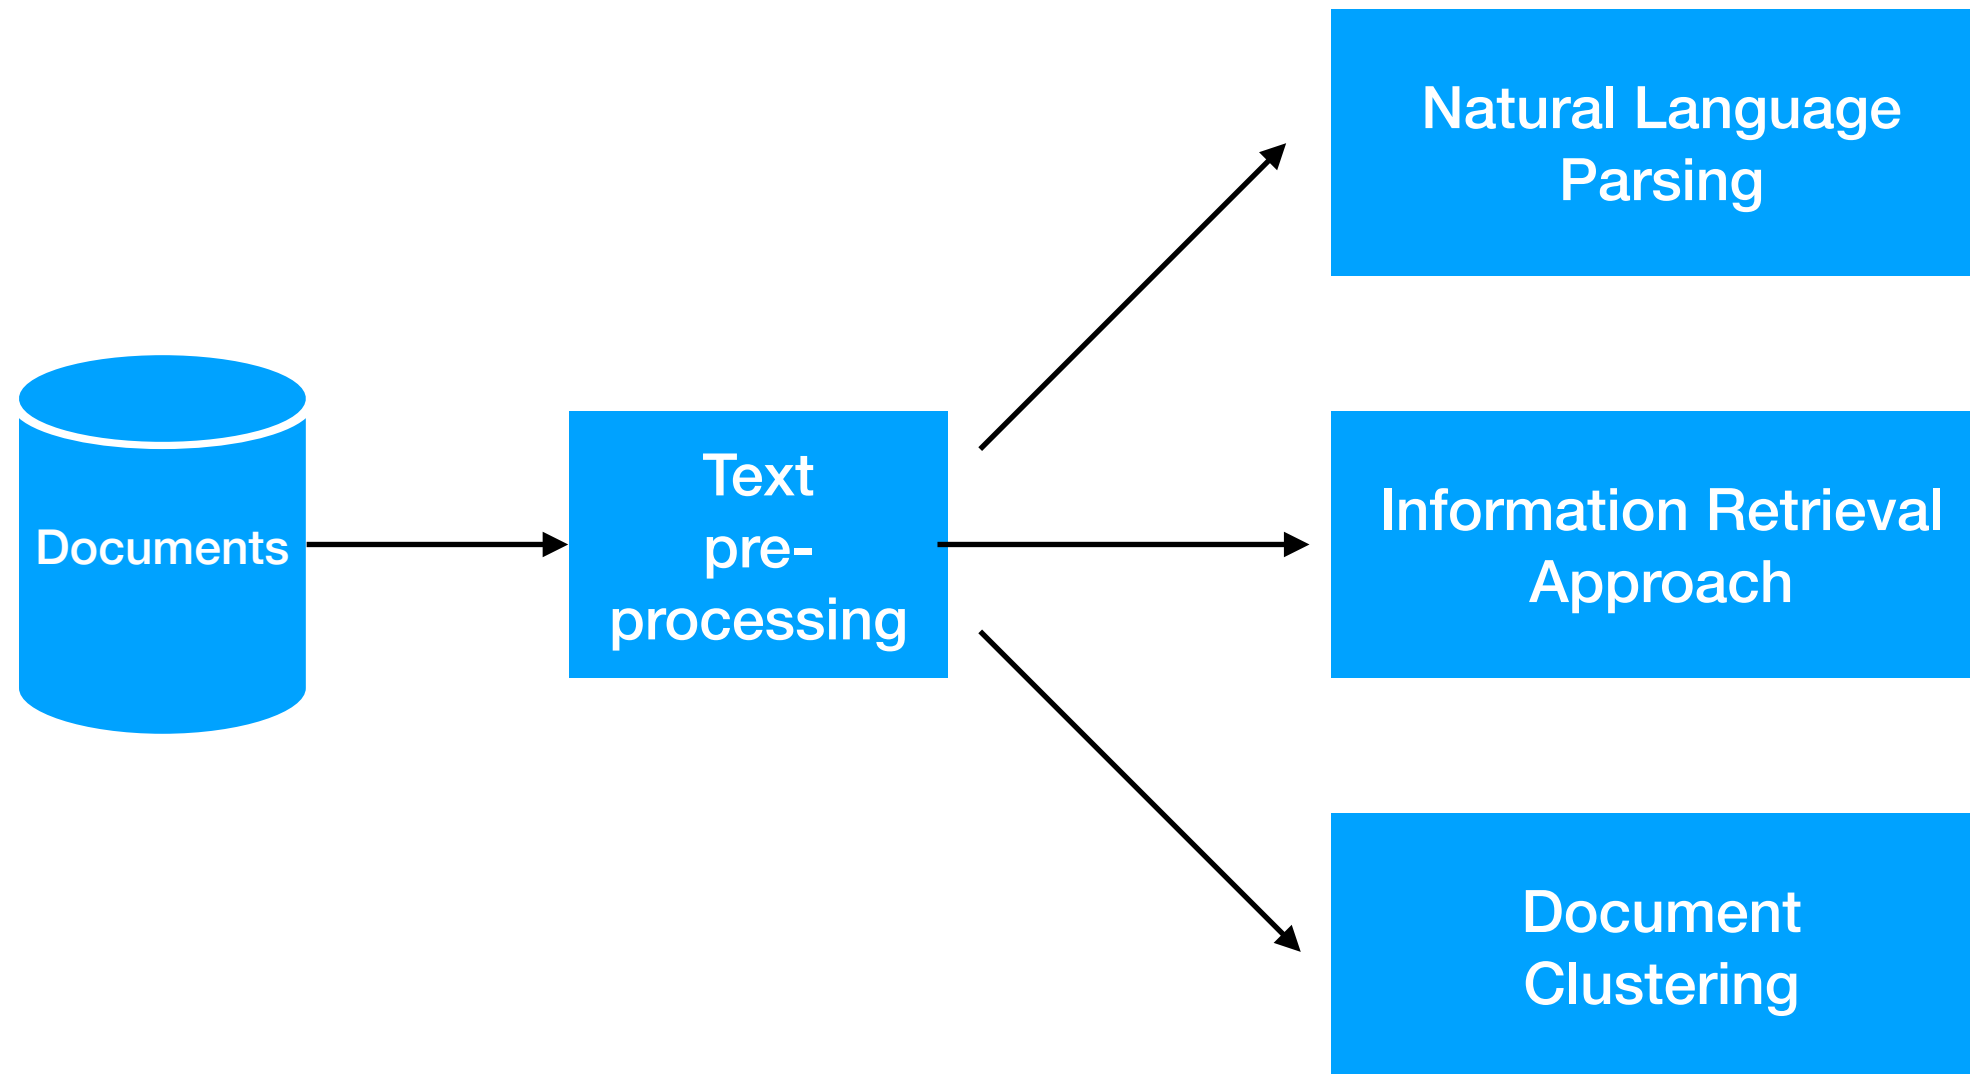 Documents
Text
pre-
processing
Natural Language
Parsing
Information Retrieval
Approach
Document
Clustering